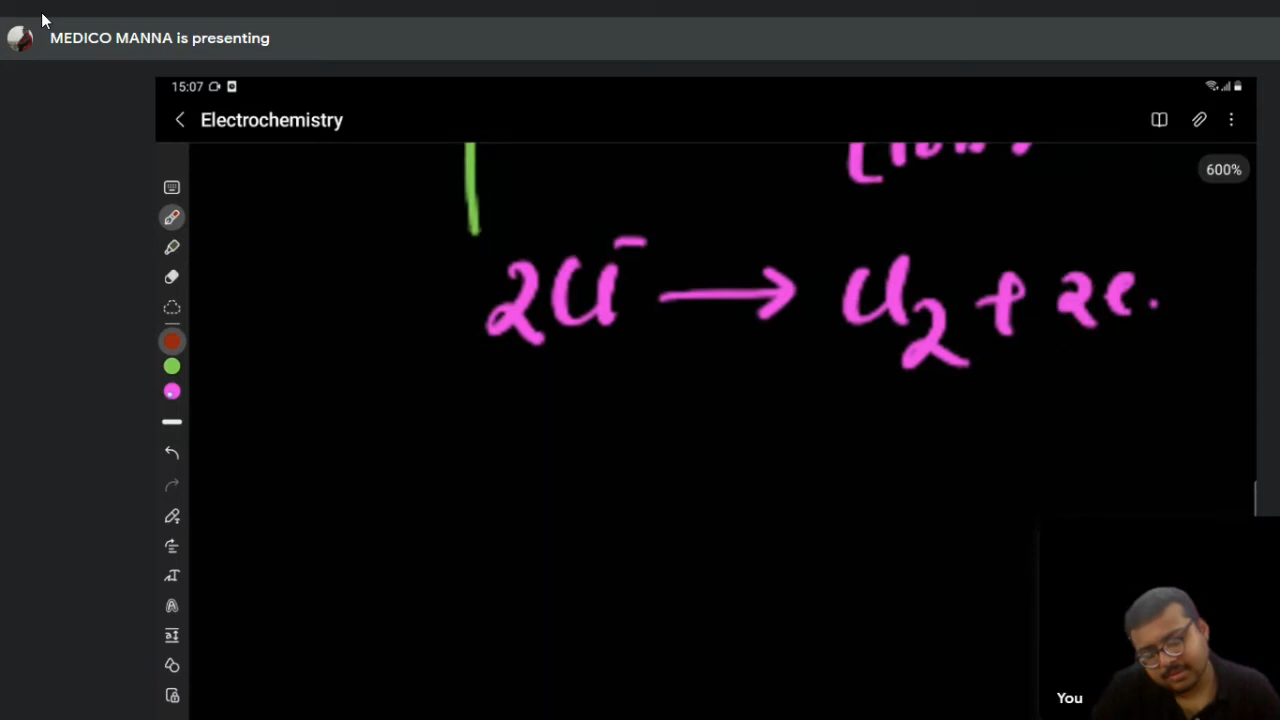 MEDICO MANNA is presenting
15:07
Electrochemistry
600%
2Cl⁻ → Cl₂ + 2e.
You